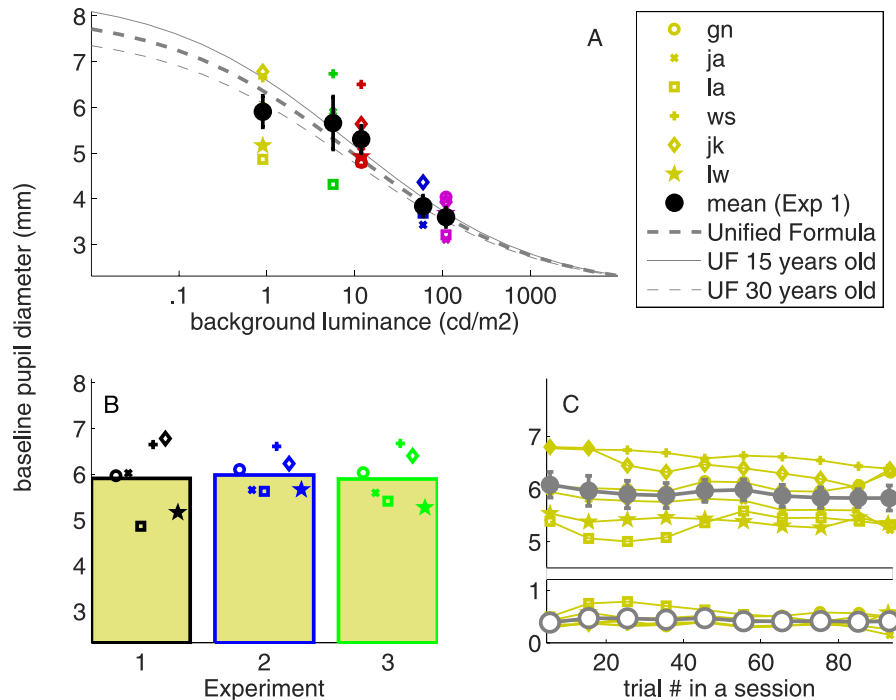 8
7
6
5
4
3
A
.1
1
10
100
1000
background luminance (cd/m2)
gn
ja
la
ws
jk
lw
mean (Exp 1)
Unified Formula
UF 15 years old
UF 30 years old
baseline pupil diameter (mm)
B
8
7
6
5
4
3
1
2
3
Experiment
C
7
6
5
1
0
20
40
60
80
trial # in a session